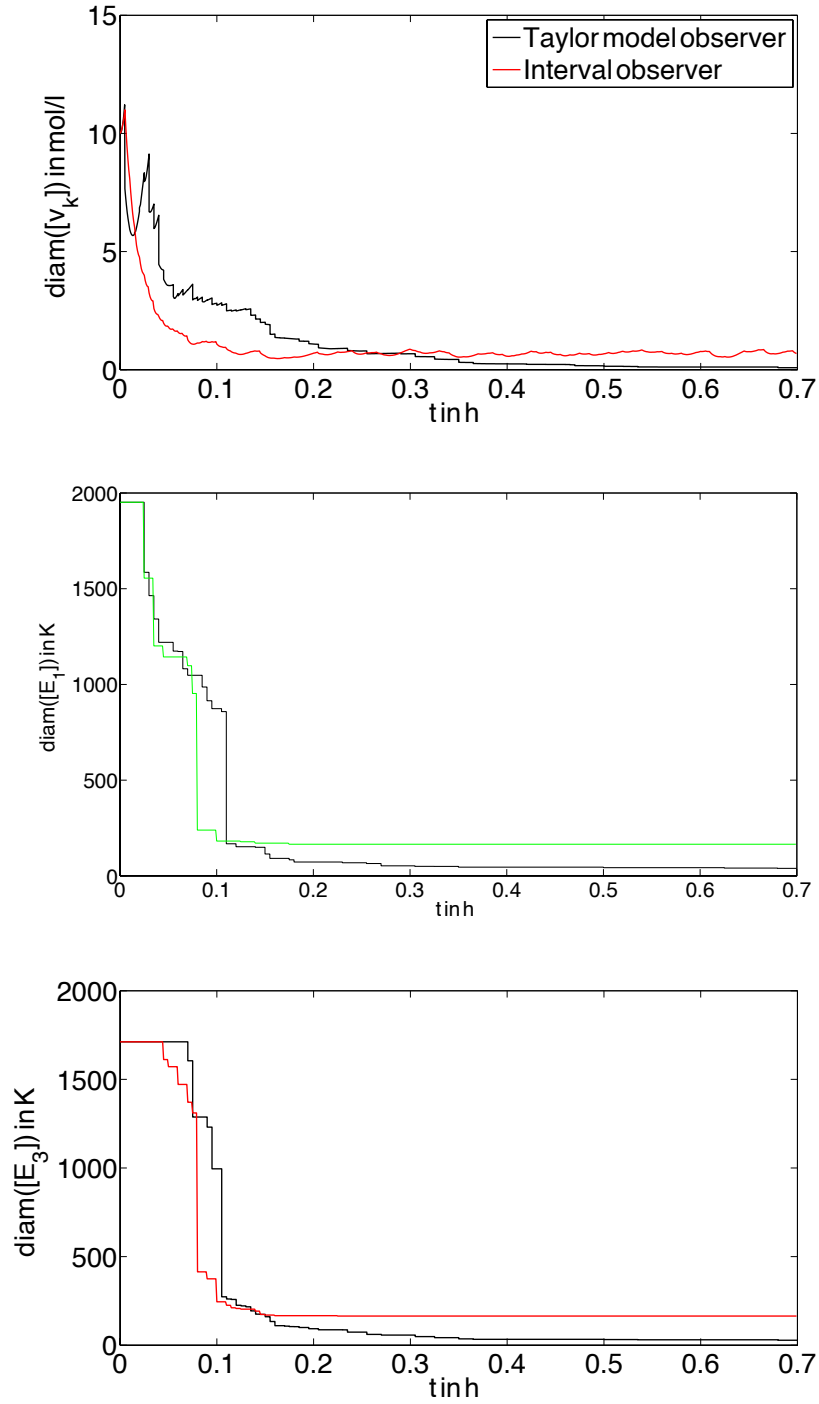 15
10
5
0
diam([v_k]) in mol/l
Taylor model observer
Interval observer
0 0.1 0.2 0.3 0.4 0.5 0.6 0.7
t in h
2000
1500
1000
500
0
diam([E_1]) in K
0 0.1 0.2 0.3 0.4 0.5 0.6 0.7
t in h
2000
1500
1000
500
0
diam([E_3]) in K
0 0.1 0.2 0.3 0.4 0.5 0.6 0.7
t in h